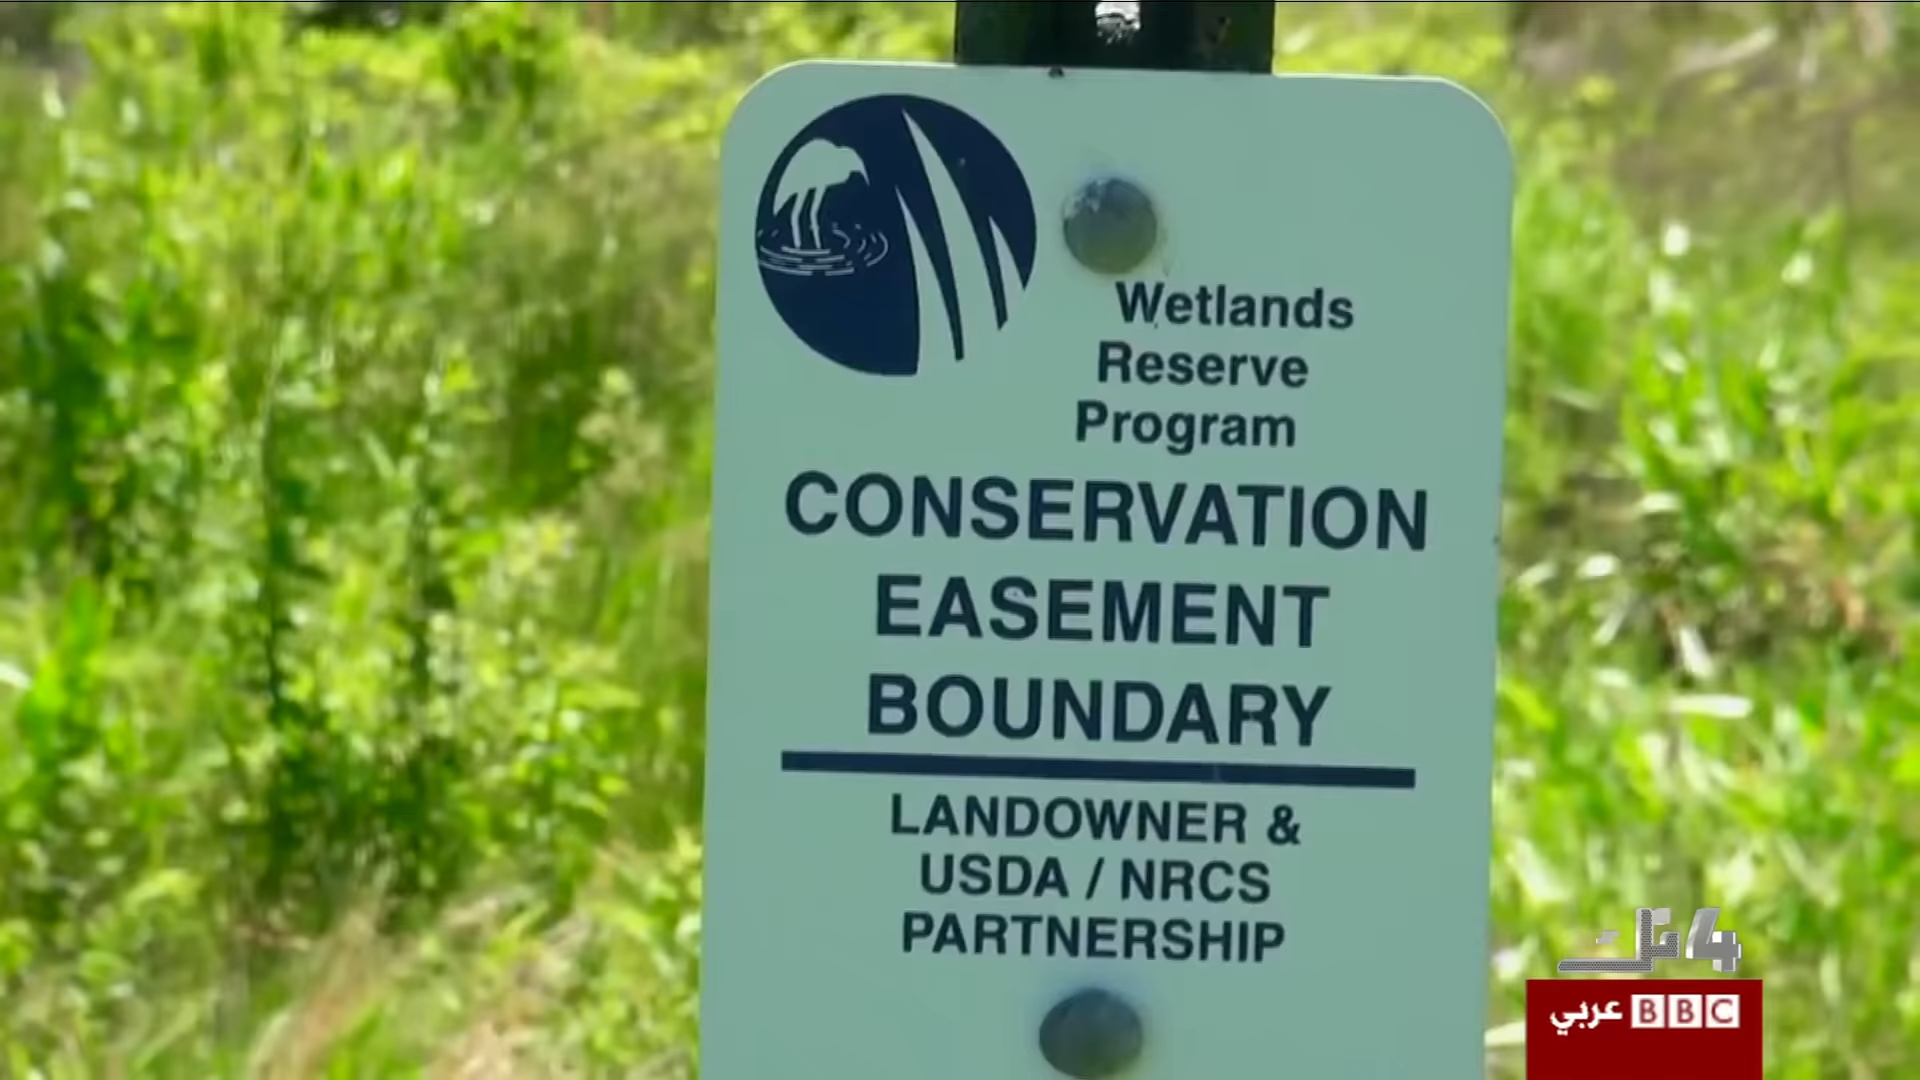 Wetlands
Reserve
Program
CONSERVATION
EASEMENT
BOUNDARY
LANDOWNER &
USDA / NRCS
PARTNERSHIP
4تك
عربي BBC